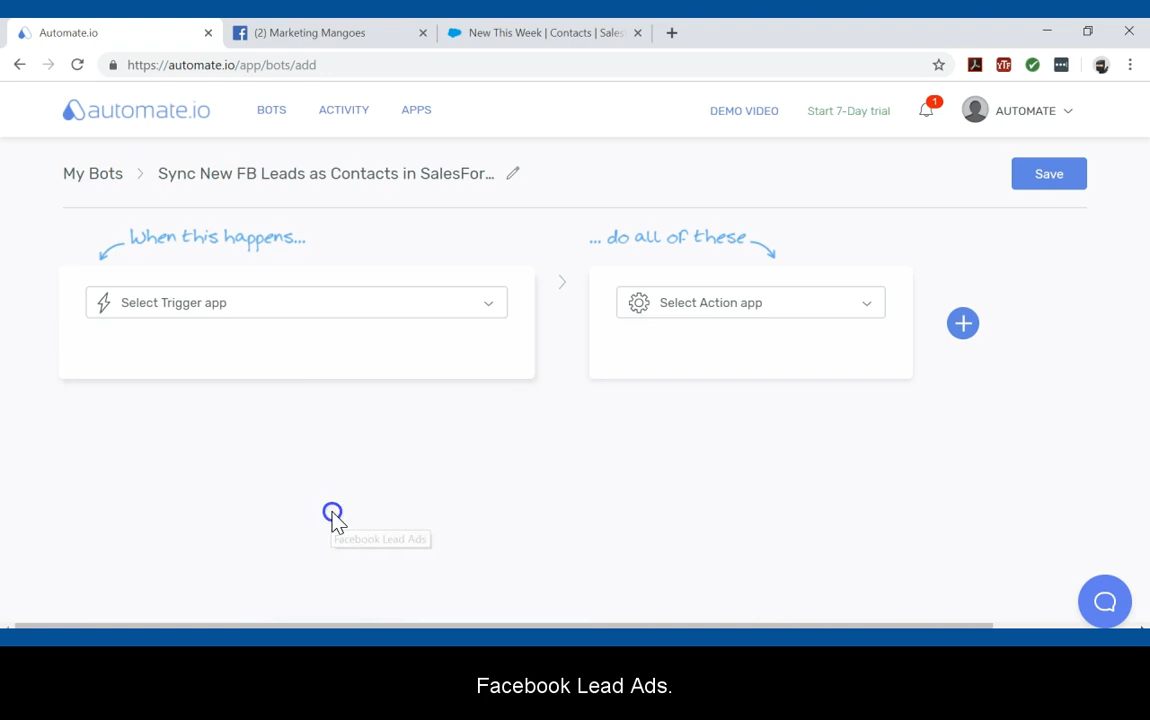 Automate.io
(2) Marketing Mangoes
New This Week | Contacts | Sales
https://automate.io/app/bots/add
YTF
automate.io
BOTS
ACTIVITY
APPS
DEMO VIDEO
Start 7-Day trial
1
AUTOMATE
My Bots > Sync New FB Leads as Contacts in SalesFor...
Save
When this happens...
... do all of these
Select Trigger app
Select Action app
Facebook Lead Ads
Facebook Lead Ads.